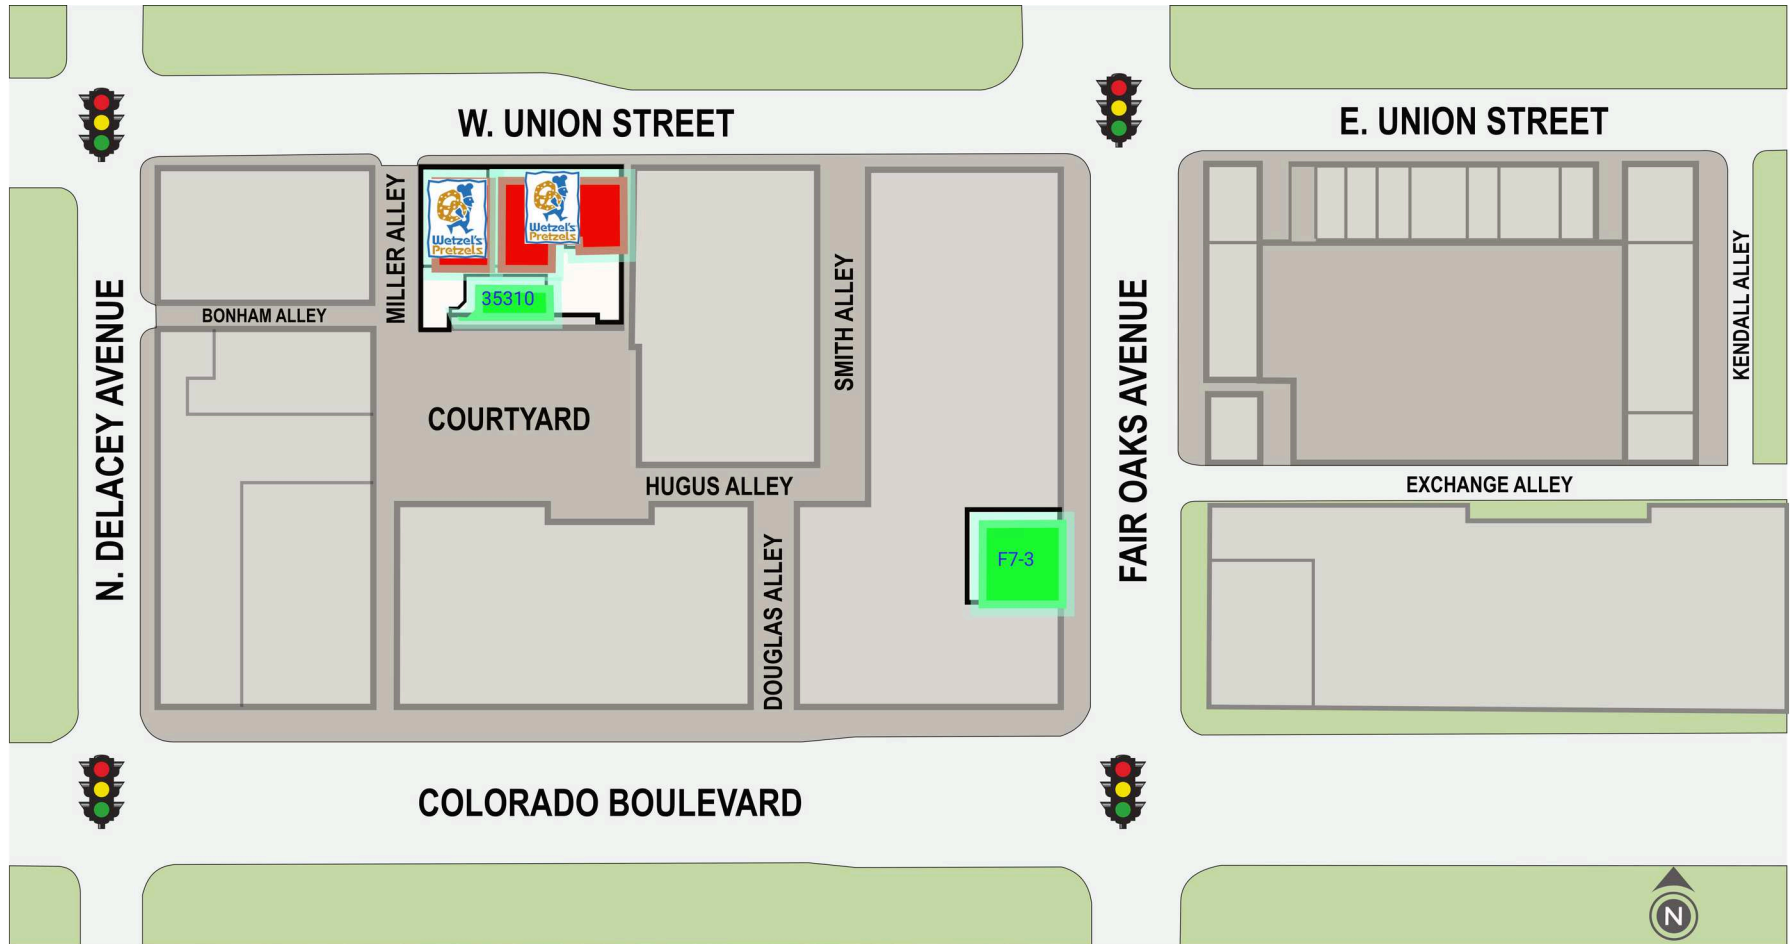 W. UNION STREET
E. UNION STREET
MILLER ALLEY
Wetzel's
Pretzels
Wetzel's
Pretzels
35310
BONHAM ALLEY
N. DELACEY AVENUE
COURTYARD
SMITH ALLEY
FAIR OAKS AVENUE
KENDALL ALLEY
HUGUS ALLEY
EXCHANGE ALLEY
F7-3
DOUGLAS ALLEY
COLORADO BOULEVARD
N